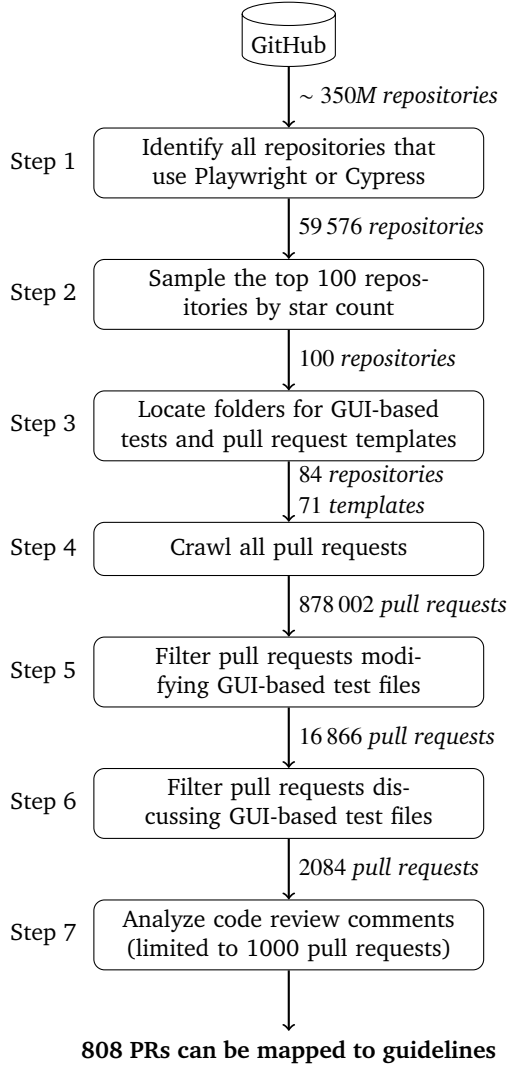 GitHub
∼ 350M repositories
Step 1
Identify all repositories that
use Playwright or Cypress
59 576 repositories
Step 2
Sample the top 100 repos-
itories by star count
100 repositories
Step 3
Locate folders for GUI-based
tests and pull request templates
84 repositories
71 templates
Step 4
Crawl all pull requests
878 002 pull requests
Step 5
Filter pull requests modi-
fying GUI-based test files
16 866 pull requests
Step 6
Filter pull requests dis-
cussing GUI-based test files
2084 pull requests
Step 7
Analyze code review comments
(limited to 1000 pull requests)
808 PRs can be mapped to guidelines